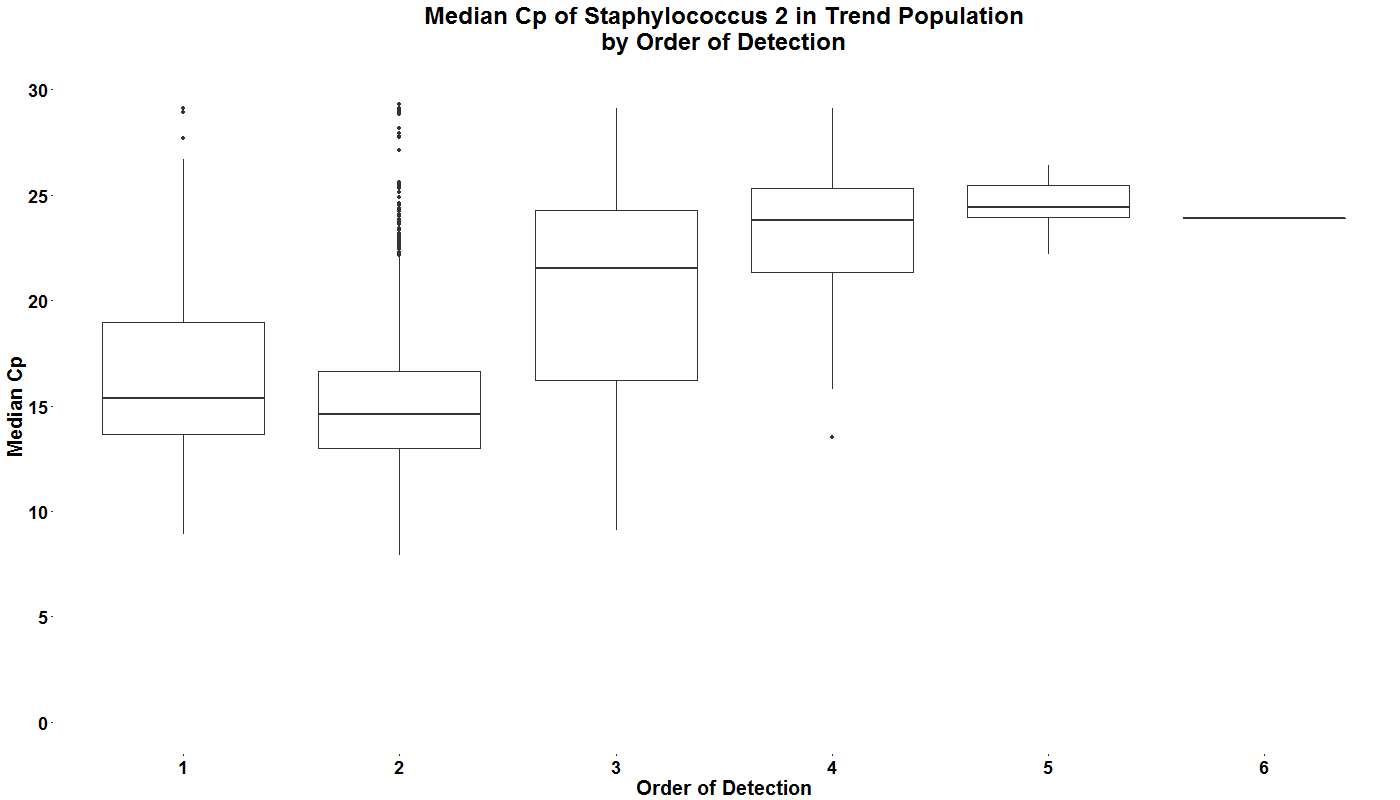 Median Cp of Staphylococcus 2 in Trend Population
by Order of Detection
30
25
20
15
10
5
0
Median Cp
1 2 3 4 5 6
Order of Detection